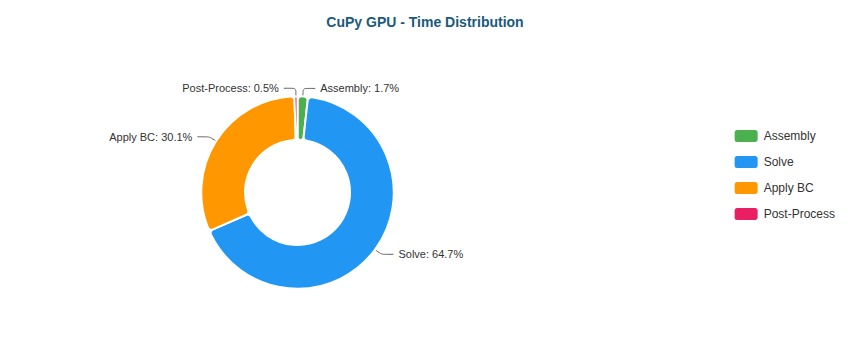 CuPy GPU - Time Distribution
Post-Process: 0.5%
Assembly: 1.7%
Apply BC: 30.1%
Solve: 64.7%
Assembly
Solve
Apply BC
Post-Process